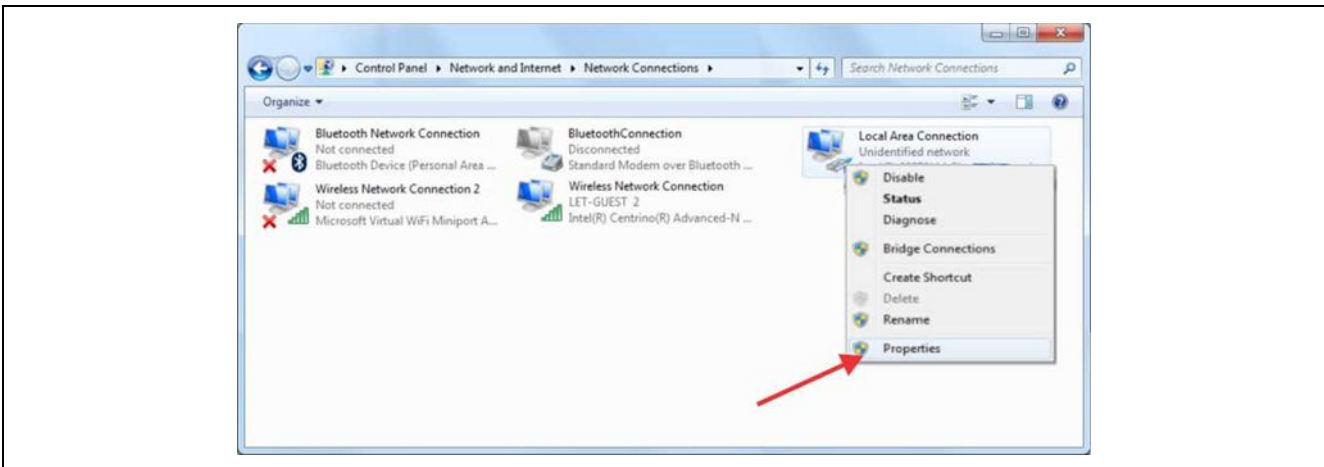 Control Panel Network and Internet Network Connections
Search Network Connections
Organize
Bluetooth Network Connection
Not connected
Bluetooth Device (Personal Area ...
BluetoothConnection
Disconnected
Standard Modem over Bluetooth ...
Local Area Connection
Unidentified network
Wireless Network Connection 2
Not connected
Microsoft Virtual WiFi Miniport A...
Wireless Network Connection
LET-GUEST 2
Intel(R) Centrino(R) Advanced-N ...
Disable
Status
Diagnose
Bridge Connections
Create Shortcut
Delete
Rename
Properties